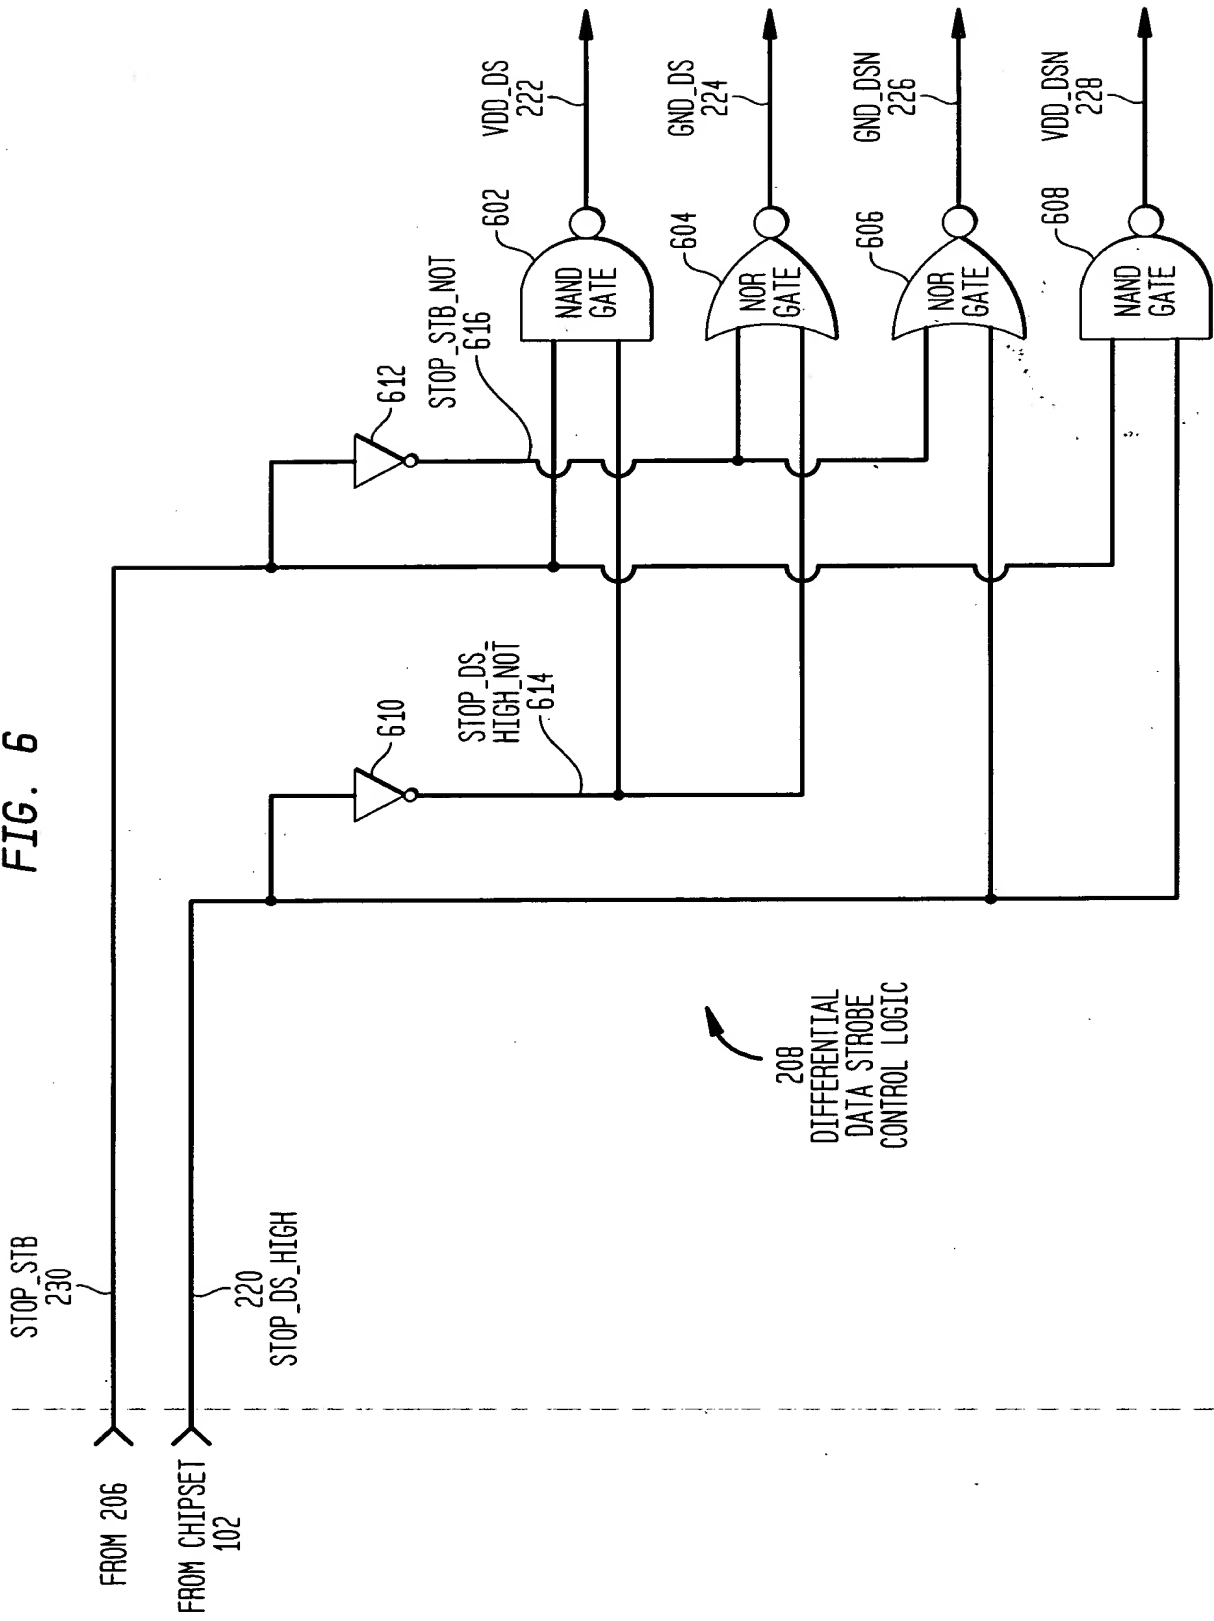 FIG. 6
FROM 206
STOP_STB
230
FROM CHIPSET
102
220
STOP_DS_HIGH
610
STOP_DS_
HIGH_NOT
614
612
STOP_STB_NOT
616
602
NAND
GATE
VDD_DS
222
604
NOR
GATE
GND_DS
224
606
NOR
GATE
GND_DSN
226
608
NAND
GATE
VDD_DSN
228
208
DIFFERENTIAL
DATA STROBE
CONTROL LOGIC